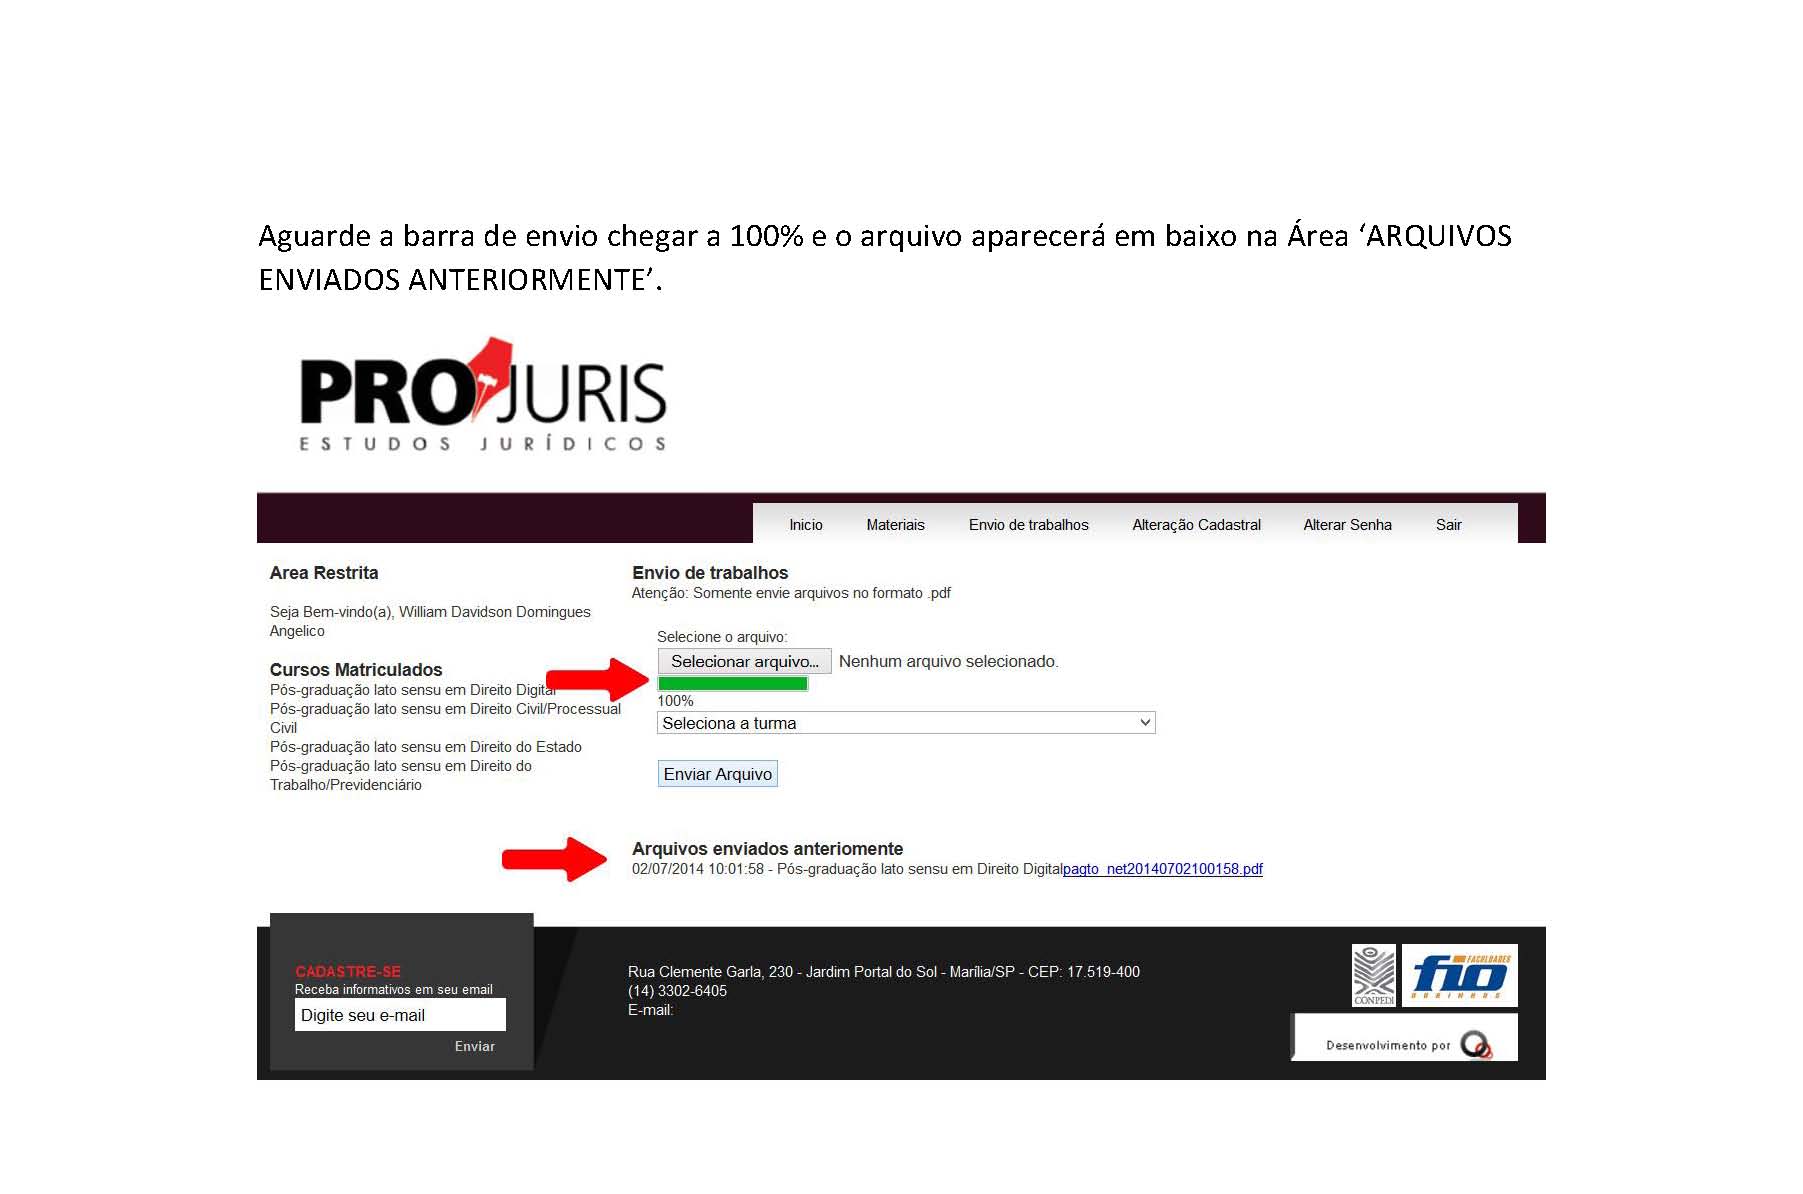 Aguarde a barra de envio chegar a 100% e o arquivo aparecerá em baixo na Área ‘ARQUIVOS
ENVIADOS ANTERIORMENTE’.
PROJURIS
ESTUDOS JURÍDICOS
Inicio Materiais Envio de trabalhos Alteração Cadastral Alterar Senha Sair
Area Restrita
Seja Bem-vindo(a), William Davidson Domingues
Angelico
Cursos Matriculados
Pós-graduação lato sensu em Direito Digital
Pós-graduação lato sensu em Direito Civil/Processual
Civil
Pós-graduação lato sensu em Direito do Estado
Pós-graduação lato sensu em Direito do
Trabalho/Previdenciário
Envio de trabalhos
Atenção: Somente envie arquivos no formato .pdf
Selecione o arquivo:
Selecionar arquivo... Nenhum arquivo selecionado.
100%
Seleciona a turma
Enviar Arquivo
Arquivos enviados anteriomente
02/07/2014 10:01:58 - Pós-graduação lato sensu em Direito Digitalpagto_net20140702100158.pdf
CADASTRE-SE
Receba informativos em seu email
Digite seu e-mail
Enviar
Rua Clemente Garla, 230 - Jardim Portal do Sol - Marília/SP - CEP: 17.519-400
(14) 3302-6405
E-mail:
CONPEDI
FACULDADES
fio
OURINHOS
Desenvolvimento por